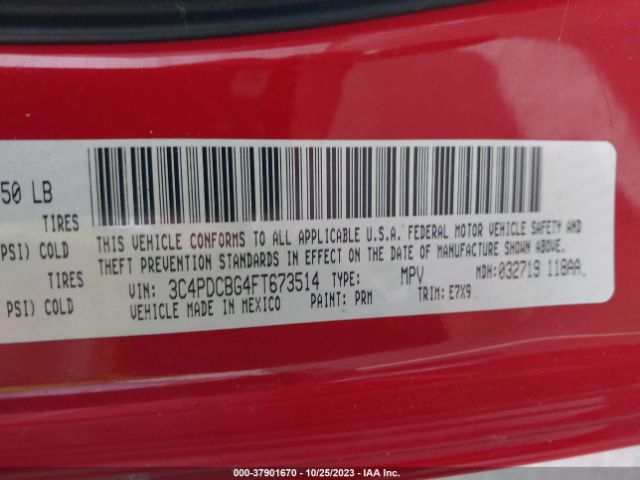 50 LB
TIRES
PSI) COLD
TIRES
PSI) COLD
THIS VEHICLE CONFORMS TO ALL APPLICABLE U.S.A. FEDERAL MOTOR VEHICLE SAFETY AND
THEFT PREVENTION STANDARDS IN EFFECT ON THE DATE OF MANUFACTURE SHOWN ABOVE.
VIN: 3C4PDCBG4FT673514 TYPE: MPV MDH:032719 118AA
VEHICLE MADE IN MEXICO PAINT: PRM TRIM: E7X9
000-37901670 - 10/25/2023 - IAA Inc.